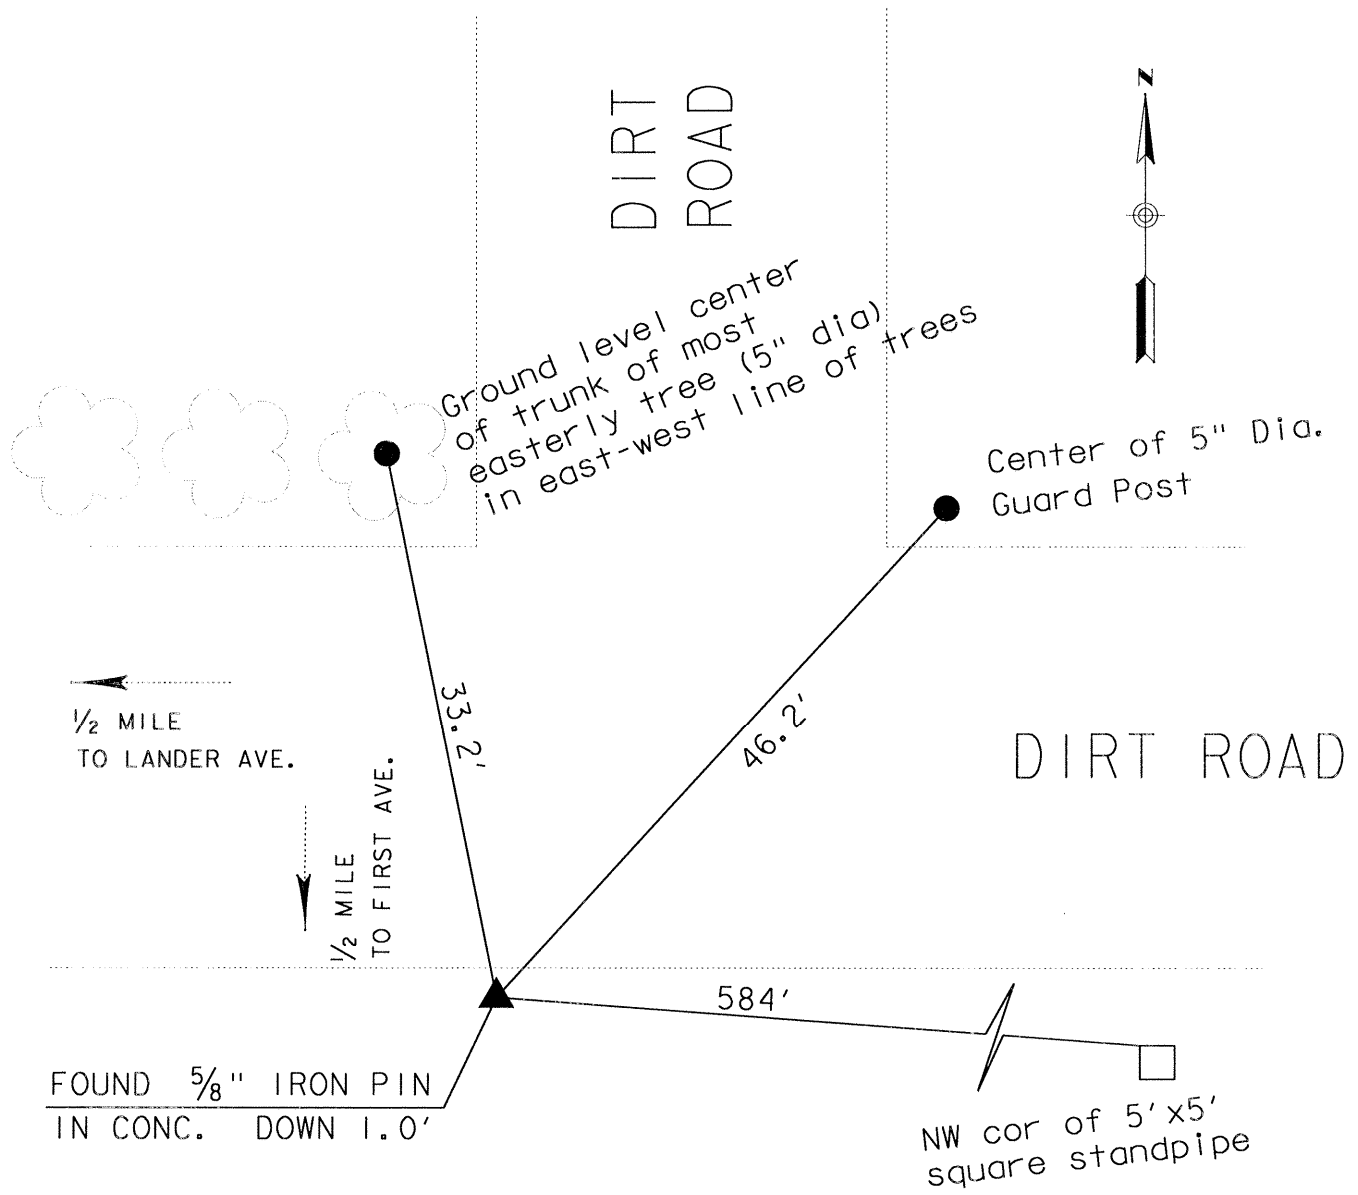 N
DIRT
ROAD
Ground level center
of trunk of most
easterly tree (5" dia)
in east-west line of trees
Center of 5" Dia.
Guard Post
33.2'
46.2'
1/2 MILE
TO LANDER AVE.
DIRT ROAD
1/2 MILE
TO FIRST AVE.
584'
FOUND 5/8" IRON PIN
IN CONC. DOWN 1.0'
NW cor of 5'x5'
square standpipe